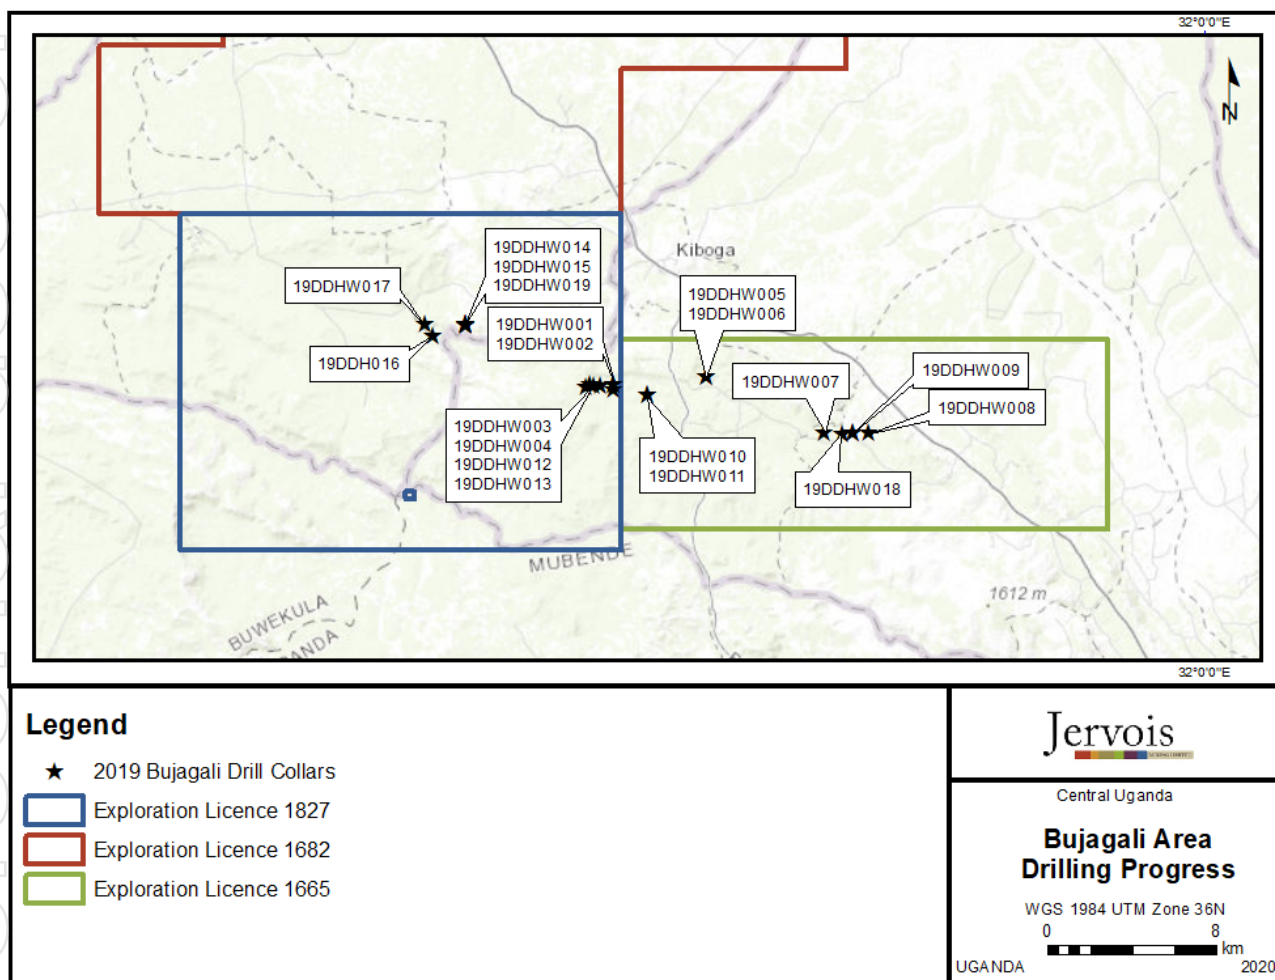 32°0'0"E
N
Kiboga
19DDHW014
19DDHW015
19DDHW019
19DDHW017
19DDHW005
19DDHW006
19DDHW001
19DDHW002
19DDH016
19DDHW009
19DDHW007
19DDHW008
19DDHW003
19DDHW004
19DDHW012
19DDHW013
19DDHW010
19DDHW011
19DDHW018
MUBENDE
1612 m
BUWEKULA
ANDA
32°0'0"E
Legend
2019 Bujagali Drill Collars
Exploration Licence 1827
Exploration Licence 1682
Exploration Licence 1665
Jervois
Central Uganda
Bujagali Area
Drilling Progress
WGS 1984 UTM Zone 36N
0 8
km
UGANDA 2020